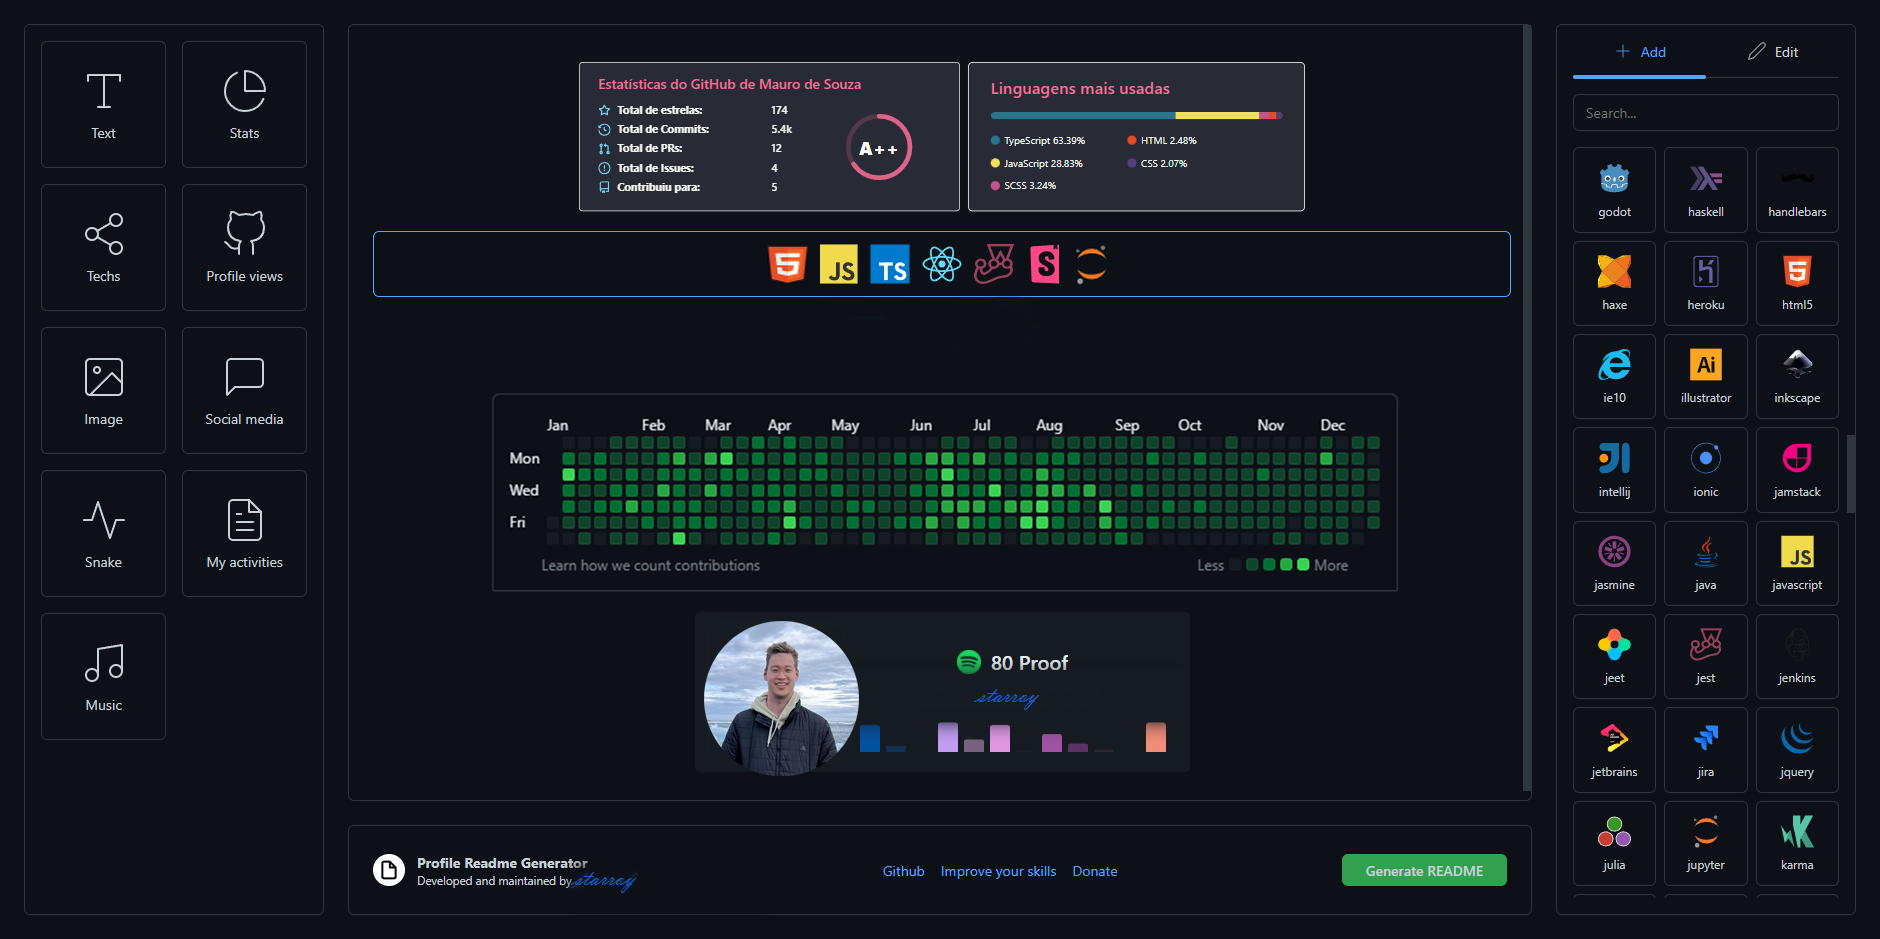 Text
Stats
Techs
Profile views
Image
Social media
Snake
My activities
Music
Estatísticas do GitHub de Mauro de Souza
Total de estrelas: 174
Total de Commits: 5.4k
Total de PRs: 12
Total de Issues: 4
Contribuiu para: 5
A++
Linguagens mais usadas
TypeScript 63.39%
HTML 2.48%
JavaScript 28.83%
CSS 2.07%
SCSS 3.24%
5 JS TS S
Jan Feb Mar Apr May Jun Jul Aug Sep Oct Nov Dec
Mon
Wed
Fri
Learn how we count contributions
Less More
80 Proof
starroy
Profile Readme Generator
Developed and maintained by starroy
Github Improve your skills Donate
Generate README
Add Edit
Search...
godot haskell handlebars
haxe heroku html5
Ai
ie10 illustrator inkscape
intellij ionic jamstack
JS
jasmine java javascript
jeet jest jenkins
jetbrains jira jquery
julia jupyter karma